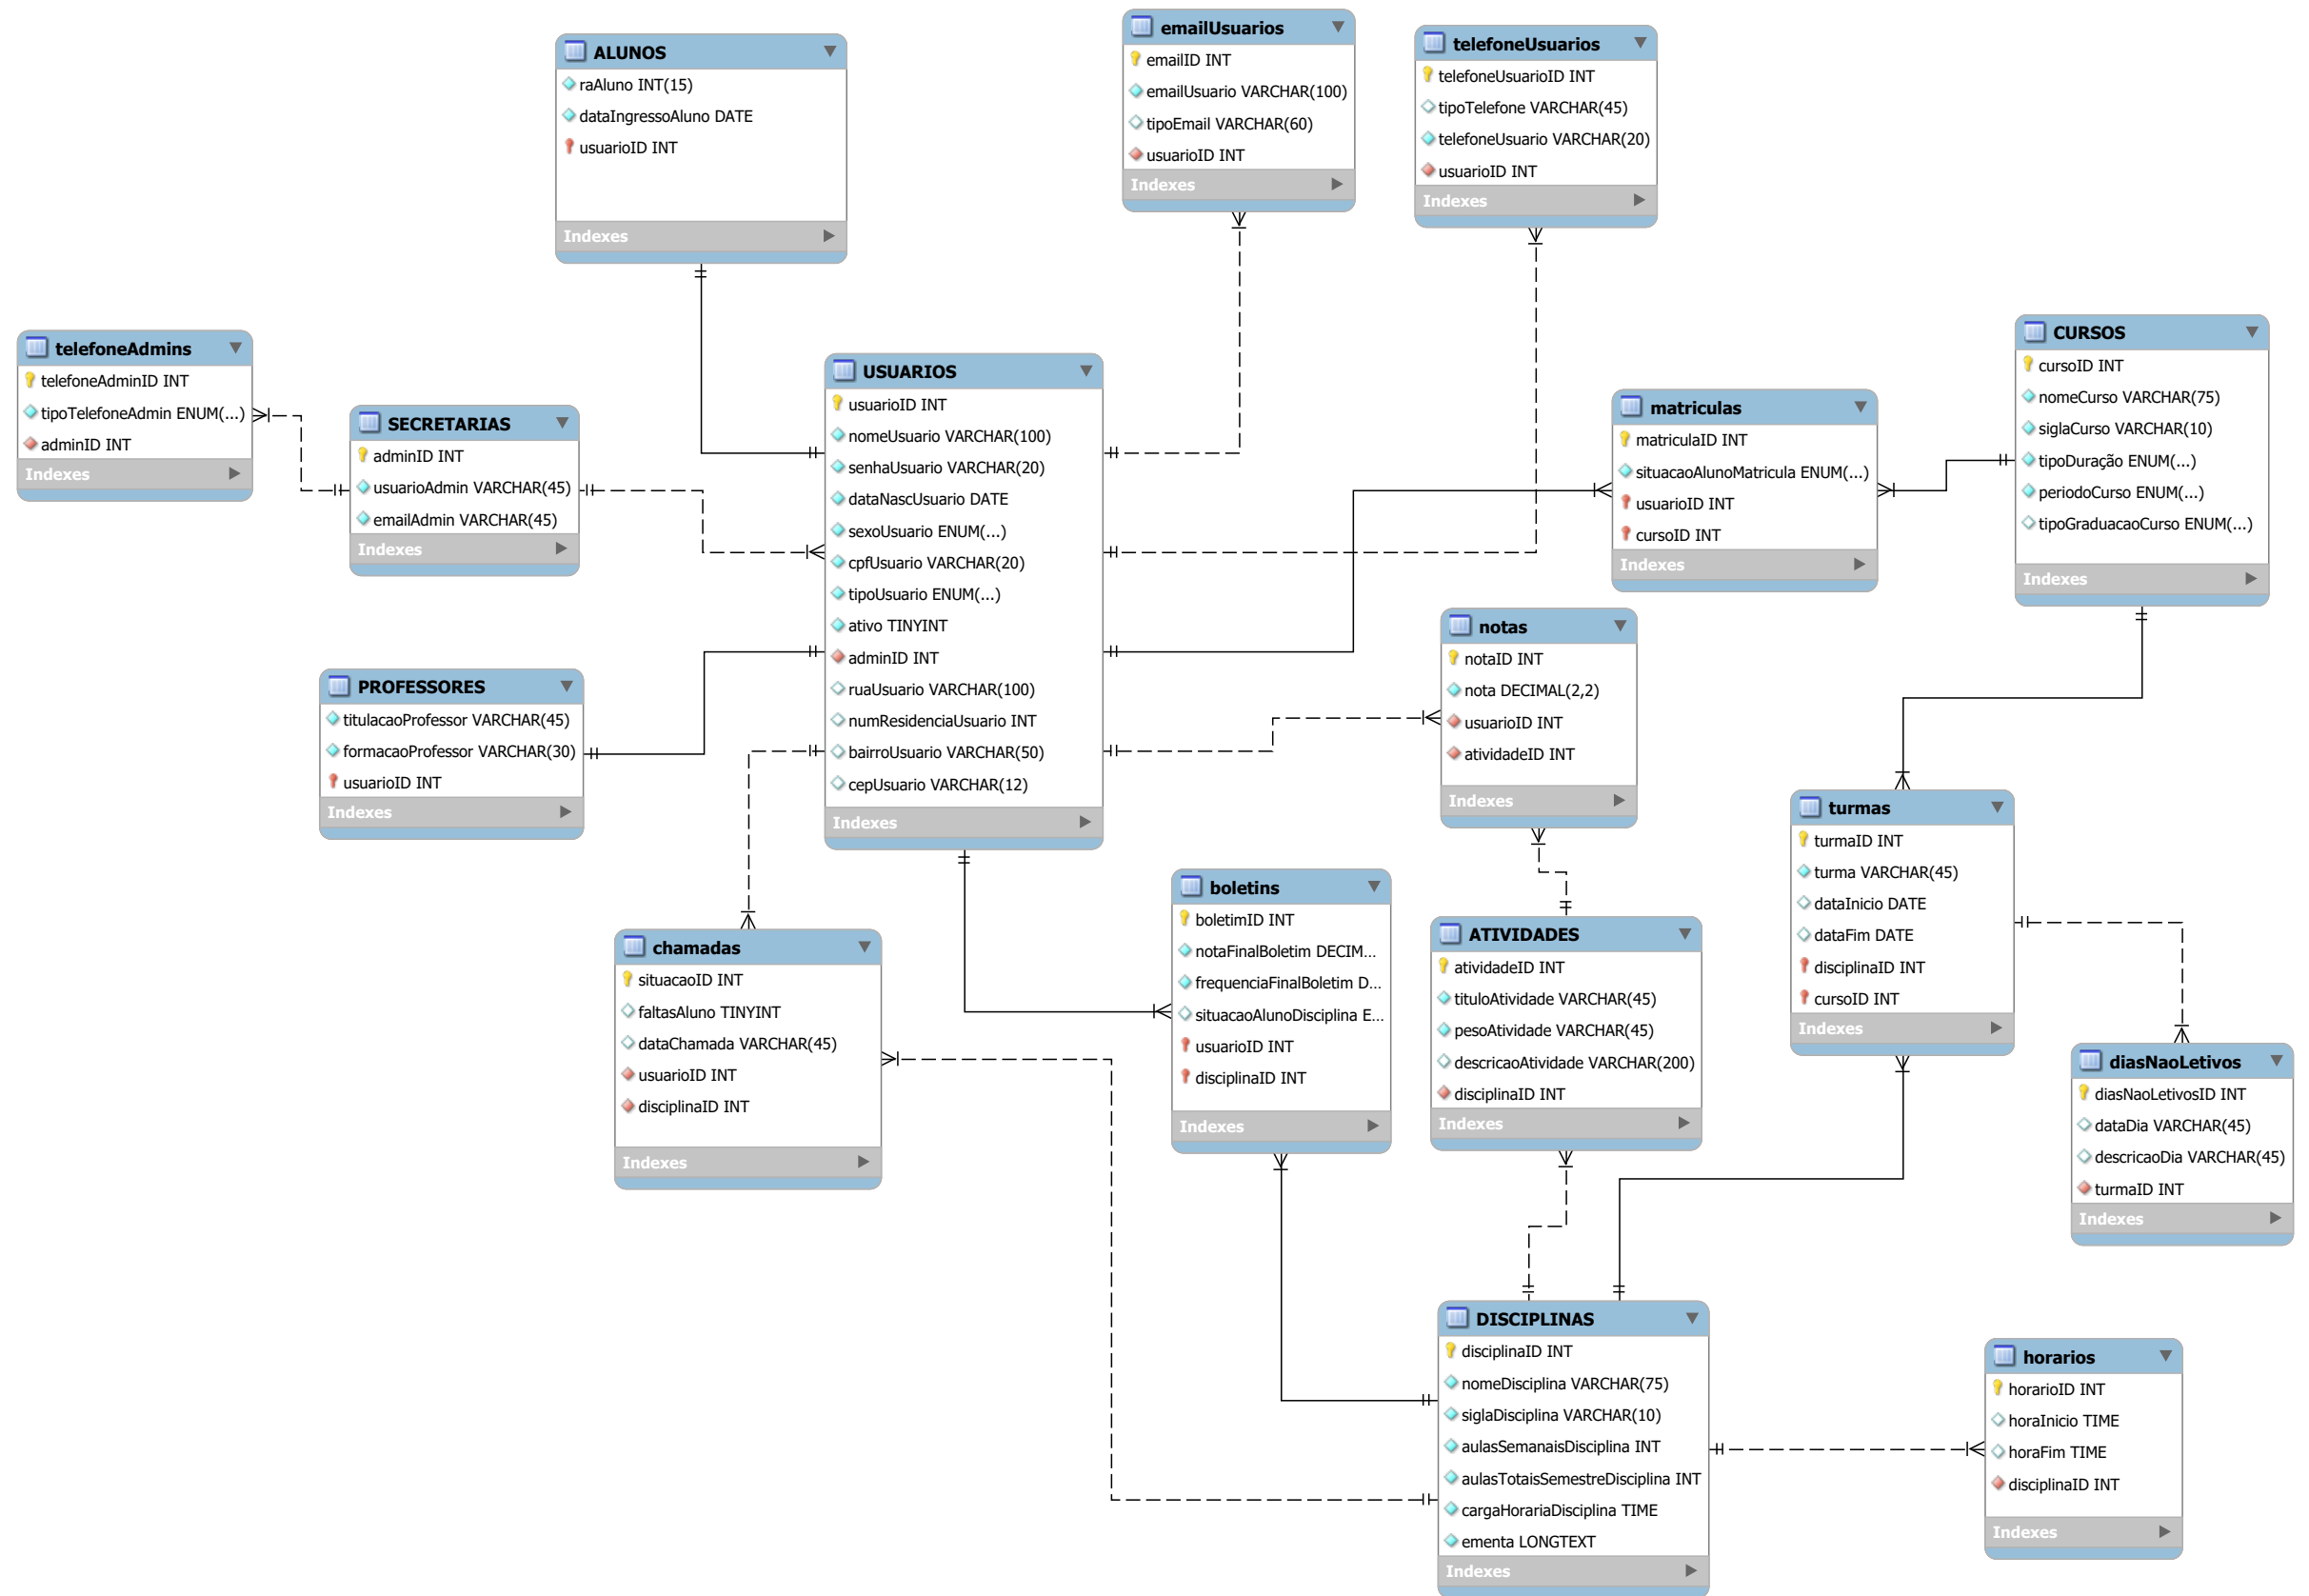 ALUNOS
raAluno INT(15)
dataIngressoAluno DATE
usuarioID INT
Indexes
emailUsuarios
emailID INT
emailUsuario VARCHAR(100)
tipoEmail VARCHAR(60)
usuarioID INT
Indexes
telefoneUsuarios
telefoneUsuarioID INT
tipoTelefone VARCHAR(45)
telefoneUsuario VARCHAR(20)
usuarioID INT
Indexes
telefoneAdmins
telefoneAdminID INT
tipoTelefoneAdmin ENUM(...)
adminID INT
Indexes
SECRETARIAS
adminID INT
usuarioAdmin VARCHAR(45)
emailAdmin VARCHAR(45)
Indexes
USUARIOS
usuarioID INT
nomeUsuario VARCHAR(100)
senhaUsuario VARCHAR(20)
dataNascUsuario DATE
sexoUsuario ENUM(...)
cpfUsuario VARCHAR(20)
tipoUsuario ENUM(...)
ativo TINYINT
adminID INT
ruaUsuario VARCHAR(100)
numResidenciaUsuario INT
bairroUsuario VARCHAR(50)
cepUsuario VARCHAR(12)
Indexes
matriculas
matriculaID INT
situacaoAlunoMatricula ENUM(...)
usuarioID INT
cursoID INT
Indexes
CURSOS
cursoID INT
nomeCurso VARCHAR(75)
siglaCurso VARCHAR(10)
tipoDuração ENUM(...)
periodoCurso ENUM(...)
tipoGraduacaoCurso ENUM(...)
Indexes
PROFESSORES
titulacaoProfessor VARCHAR(45)
formacaoProfessor VARCHAR(30)
usuarioID INT
Indexes
notas
notaID INT
nota DECIMAL(2,2)
usuarioID INT
atividadeID INT
Indexes
turmas
turmaID INT
turma VARCHAR(45)
dataInicio DATE
dataFim DATE
disciplinaID INT
cursoID INT
Indexes
chamadas
situacaoID INT
faltasAluno TINYINT
dataChamada VARCHAR(45)
usuarioID INT
disciplinaID INT
Indexes
boletins
boletimID INT
notaFinalBoletim DECIM...
frequenciaFinalBoletim D...
situacaoAlunoDisciplina E...
usuarioID INT
disciplinaID INT
Indexes
ATIVIDADES
atividadeID INT
tituloAtividade VARCHAR(45)
pesoAtividade VARCHAR(45)
descricaoAtividade VARCHAR(200)
disciplinaID INT
Indexes
diasNaoLetivos
diasNaoLetivosID INT
dataDia VARCHAR(45)
descricaoDia VARCHAR(45)
turmaID INT
Indexes
DISCIPLINAS
disciplinaID INT
nomeDisciplina VARCHAR(75)
siglaDisciplina VARCHAR(10)
aulasSemanaisDisciplina INT
aulasTotaisSemestreDisciplina INT
cargaHorariaDisciplina TIME
ementa LONGTEXT
Indexes
horarios
horarioID INT
horaInicio TIME
horaFim TIME
disciplinaID INT
Indexes